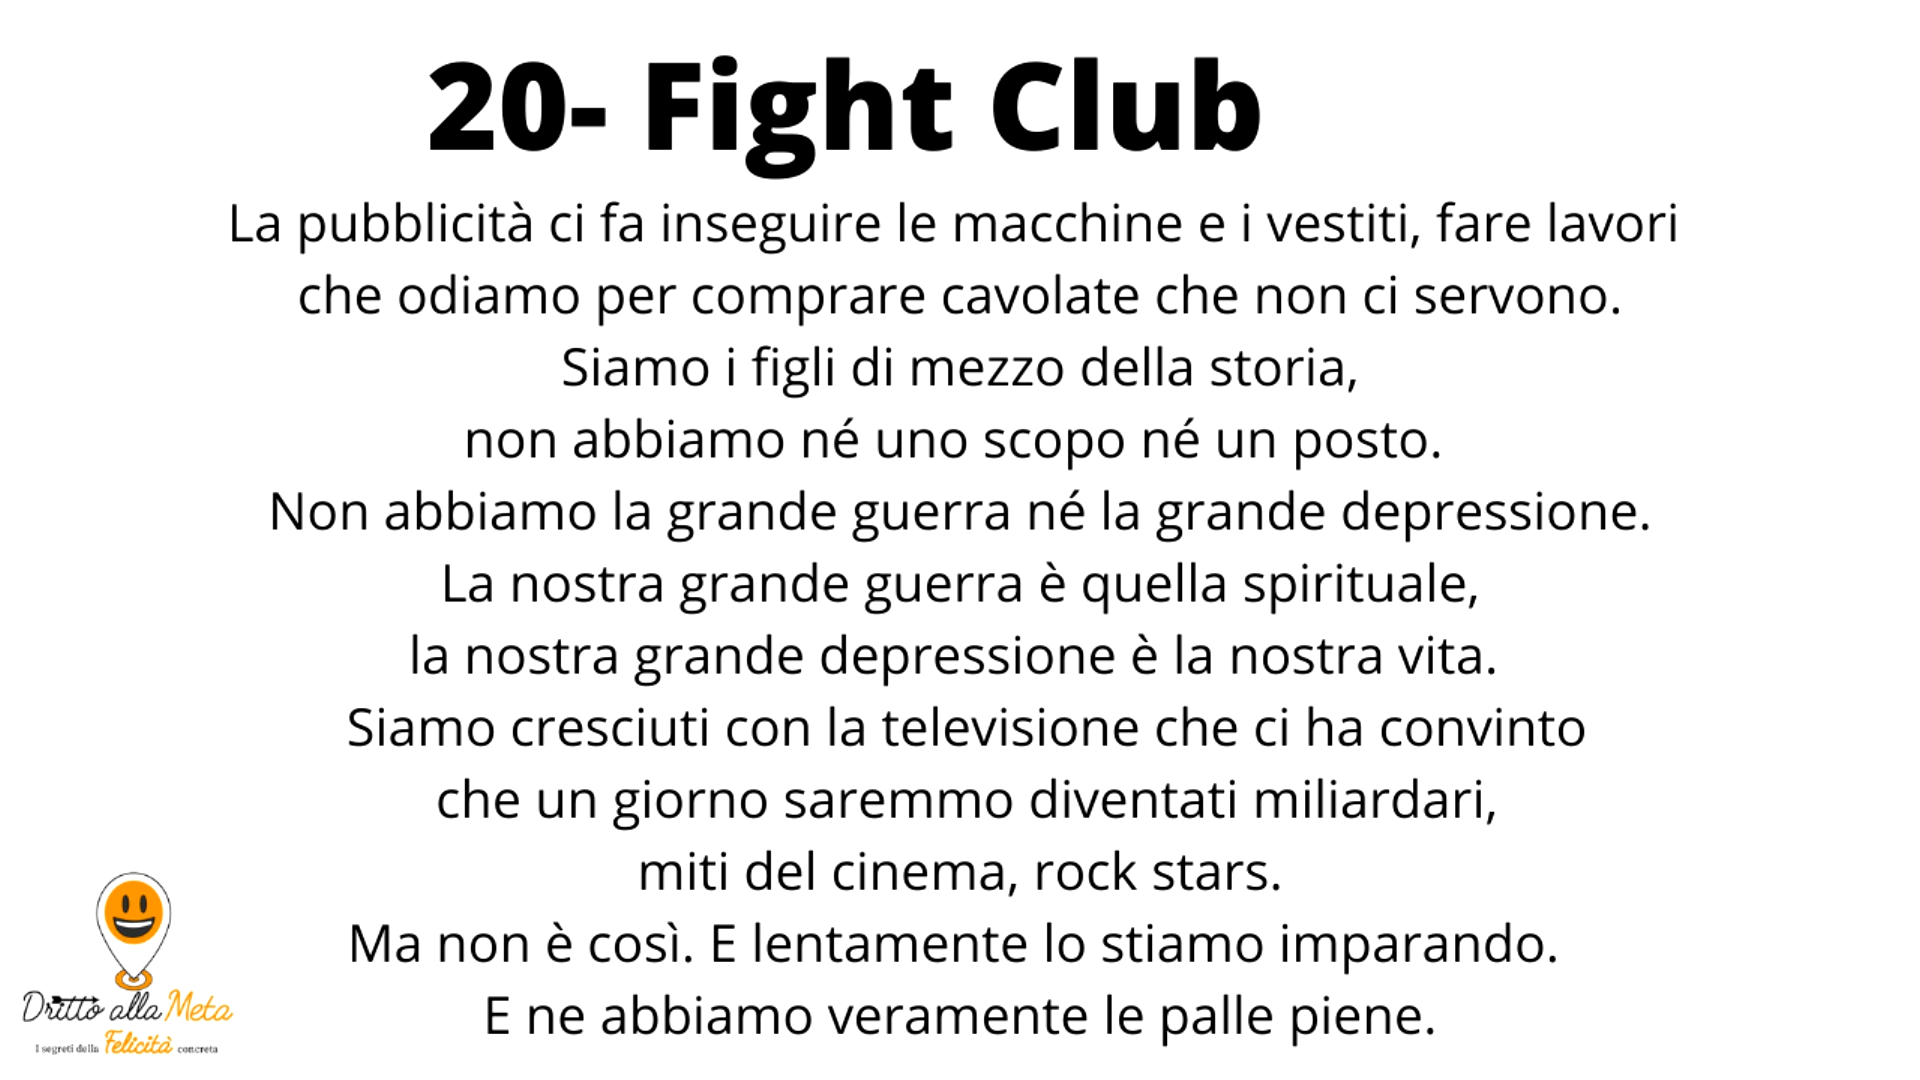 20- Fight Club
La pubblicità ci fa inseguire le macchine e i vestiti, fare lavori
che odiamo per comprare cavolate che non ci servono.
Siamo i figli di mezzo della storia,
non abbiamo né uno scopo né un posto.
Non abbiamo la grande guerra né la grande depressione.
La nostra grande guerra è quella spirituale,
la nostra grande depressione è la nostra vita.
Siamo cresciuti con la televisione che ci ha convinto
che un giorno saremmo diventati miliardari,
miti del cinema, rock stars.
Ma non è così. E lentamente lo stiamo imparando.
E ne abbiamo veramente le palle piene.
Dritto alla Meta
I segreti della Felicità concreta